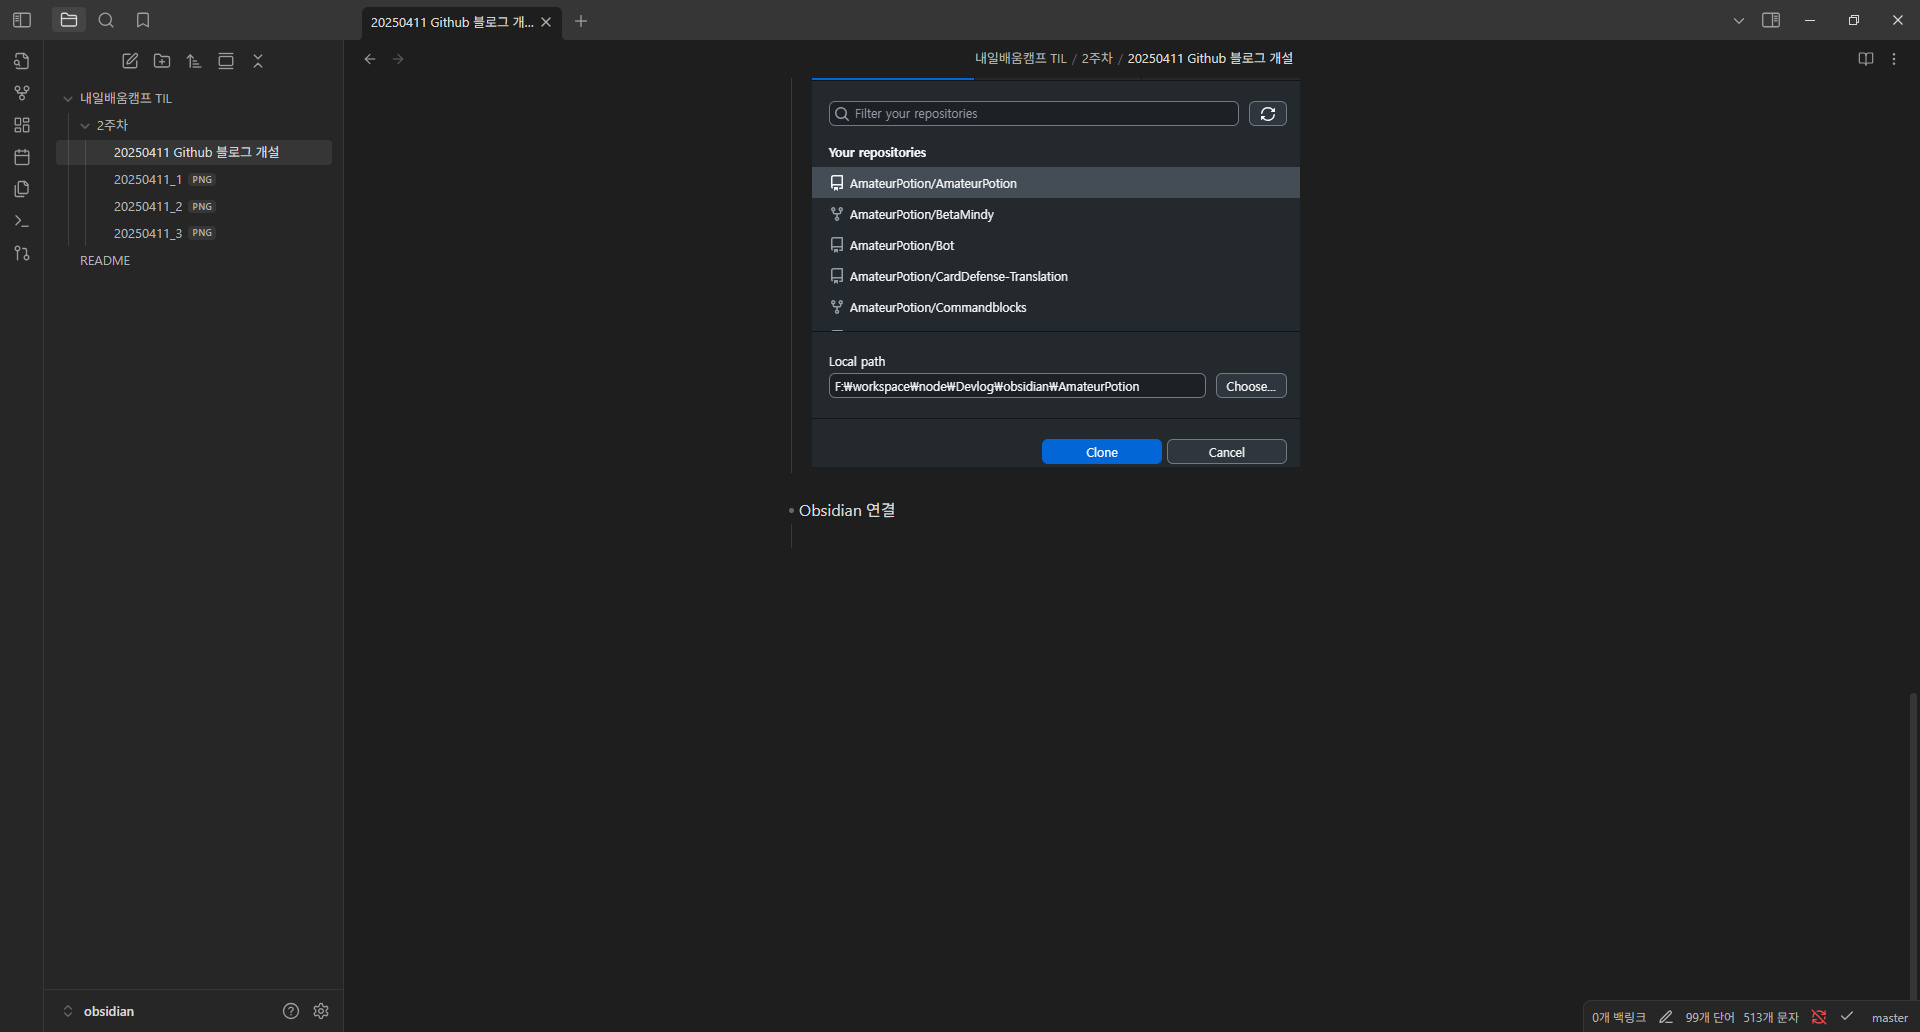 20250411 Github 블로그 개...
내일배움캠프 TIL / 2주차 / 20250411 Github 블로그 개설
내일배움캠프 TIL
2주차
20250411 Github 블로그 개설
20250411_1 PNG
20250411_2 PNG
20250411_3 PNG
README
Filter your repositories
Your repositories
AmateurPotion/AmateurPotion
AmateurPotion/BetaMindy
AmateurPotion/Bot
AmateurPotion/CardDefense-Translation
AmateurPotion/Commandblocks
Local path
F:₩workspace₩node₩Devlog₩obsidian₩AmateurPotion
Choose...
Clone Cancel
Obsidian 연결
obsidian
0개 백링크 99개 단어 513개 문자 master